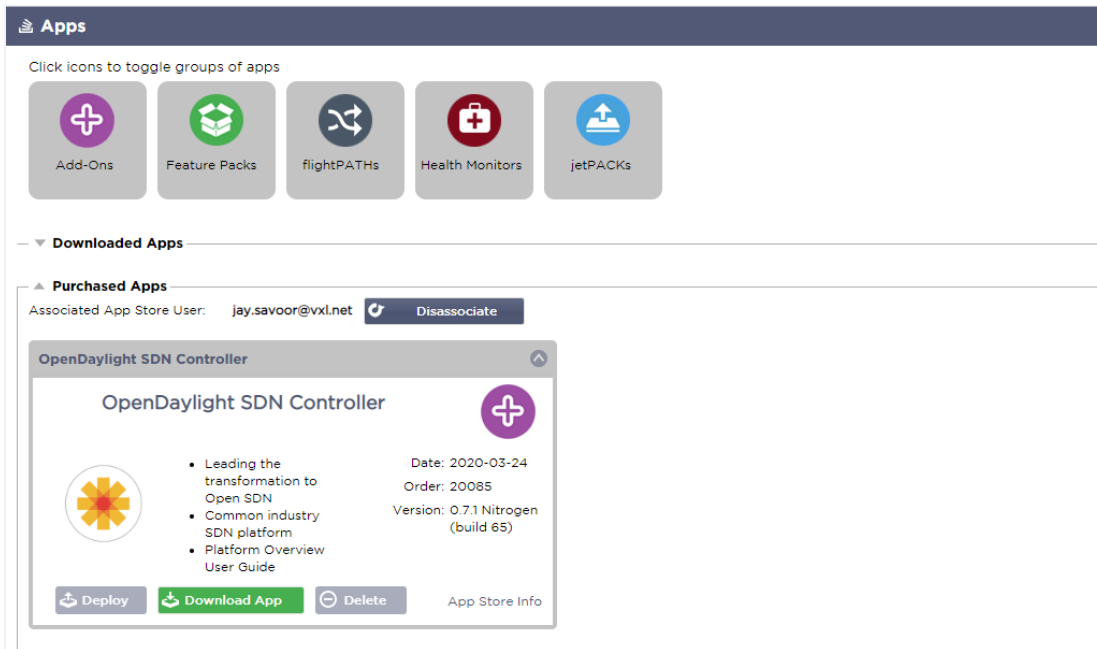 Apps
Click icons to toggle groups of apps
Add-Ons
Feature Packs
flightPATHs
Health Monitors
jetPACKs
Downloaded Apps
Purchased Apps
Associated App Store User: jay.savoor@vxl.net Disassociate
OpenDaylight SDN Controller
OpenDaylight SDN Controller
• Leading the
transformation to
Open SDN
• Common industry
SDN platform
• Platform Overview
User Guide
Date: 2020-03-24
Order: 20085
Version: 0.7.1 Nitrogen
(build 65)
Deploy
Download App
Delete
App Store Info